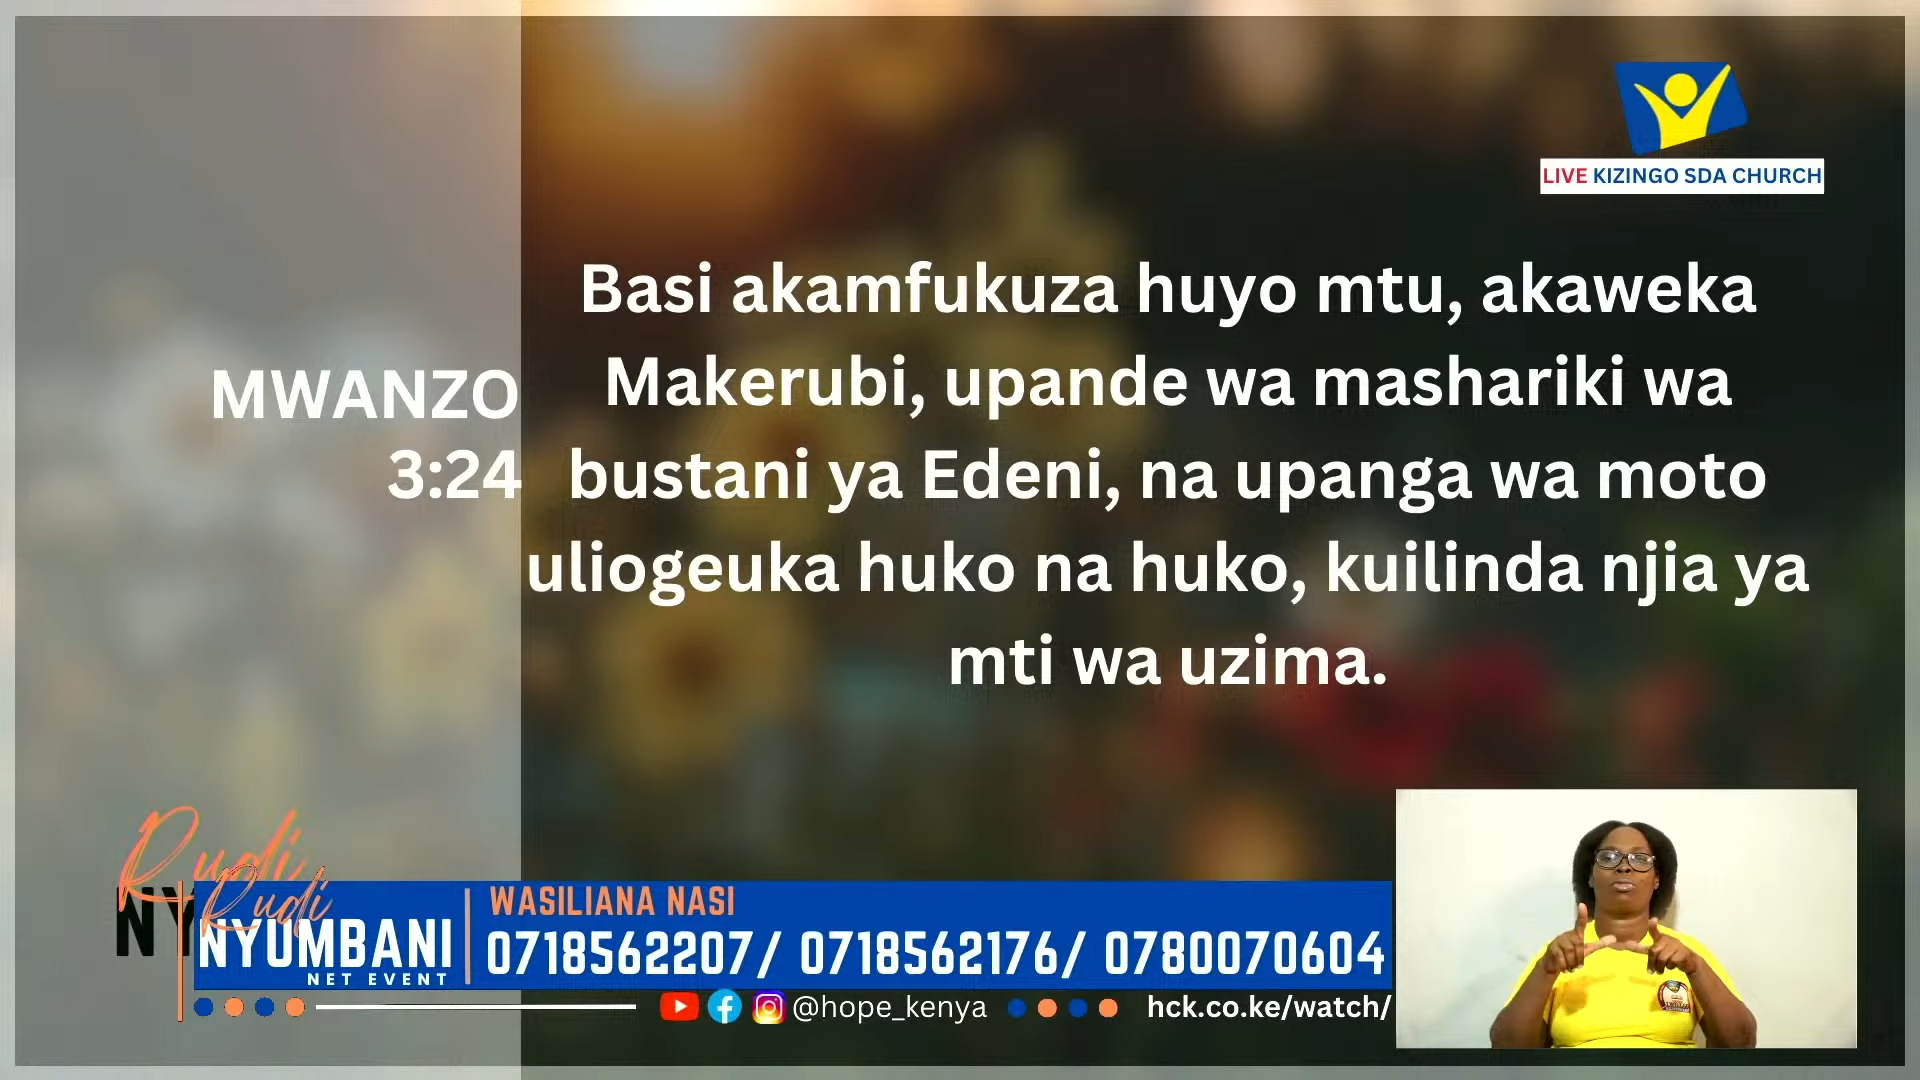 LIVE KIZINGO SDA CHURCH
MWANZO
3:24
Basi akamfukuza huyo mtu, akaweka
Makerubi, upande wa mashariki wa
bustani ya Edeni, na upanga wa moto
uliogeuka huko na huko, kuilinda njia ya
mti wa uzima.
Rudi
NY
Rudi
NYUMBANI
NET EVENT
WASILIANA NASI
0718562207/ 0718562176/ 0780070604
@hope_kenya
hck.co.ke/watch/